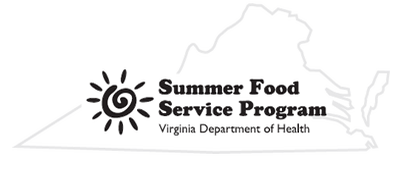 Summer Food
Service Program
Virginia Department of Health